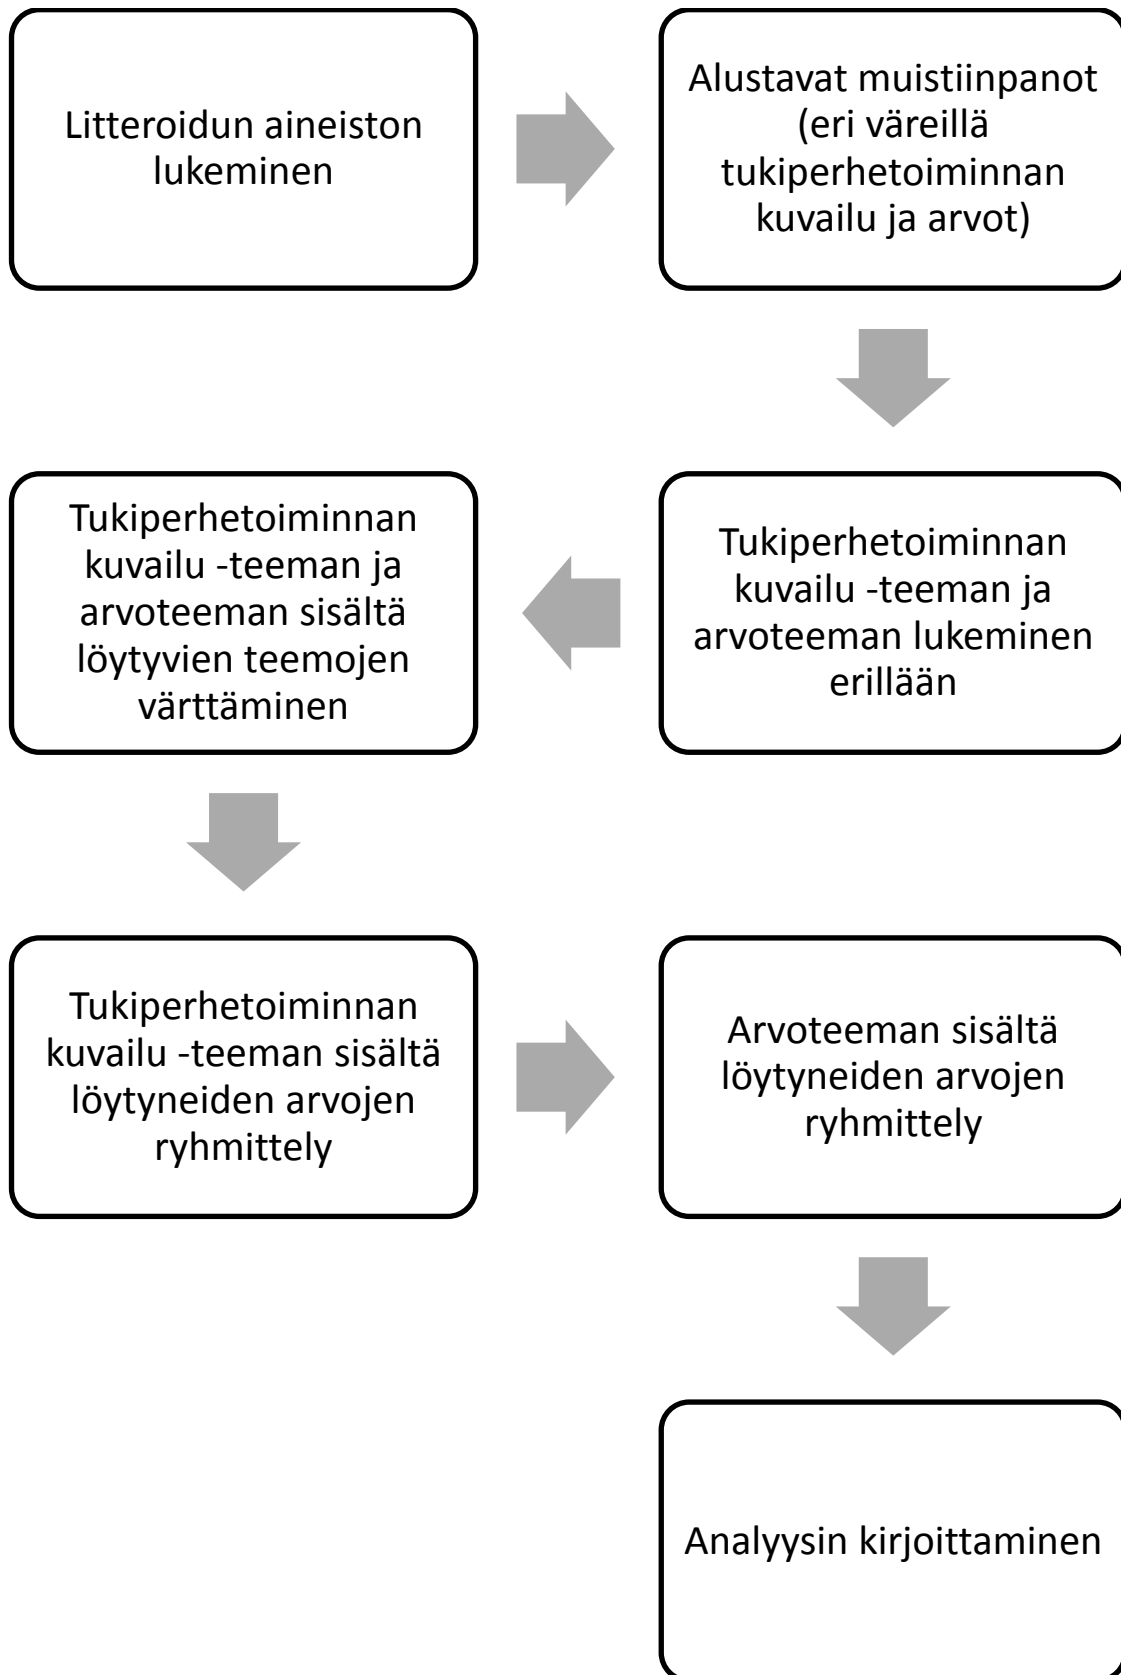 Litteroidun aineiston
lukeminen
Alustavat muistiinpanot
(eri väreillä
tukiperhetoiminnan
kuvailu ja arvot)
Tukiperhetoiminnan
kuvailu -teeman ja
arvoteeman lukeminen
erillään
Tukiperhetoiminnan
kuvailu -teeman ja
arvoteeman sisältä
löytyvien teemojen
värttäminen
Tukiperhetoiminnan
kuvailu -teeman sisältä
löytyneiden arvojen
ryhmittely
Arvoteeman sisältä
löytyneiden arvojen
ryhmittely
Analyysin kirjoittaminen